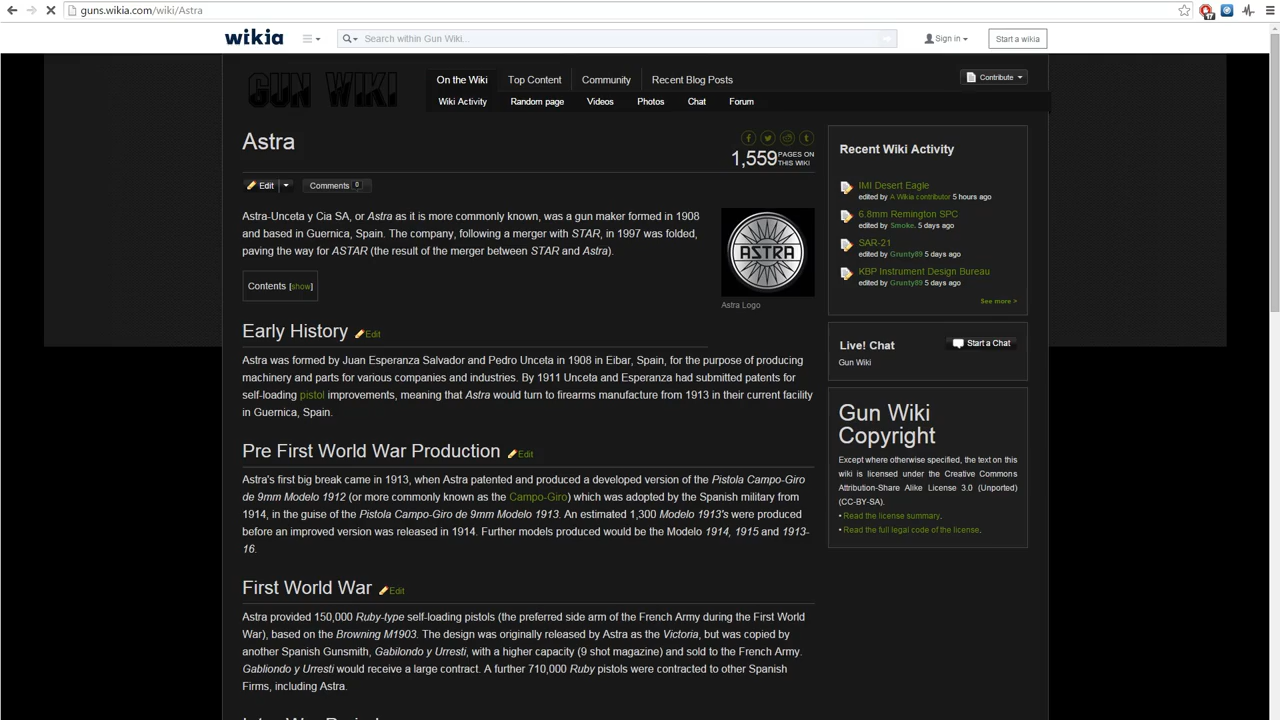 guns.wikia.com/wiki/Astra
17
wikia
Search within Gun Wiki...
Sign in
Start a wikia
GUN WIKI
On the Wiki
Top Content
Community
Recent Blog Posts
Contribute
Wiki Activity
Random page
Videos
Photos
Chat
Forum
Astra
1,559 PAGES ON THIS WIKI
Edit
Comments 0
Astra-Unceta y Cia SA, or Astra as it is more commonly known, was a gun maker formed in 1908
and based in Guernica, Spain. The company, following a merger with STAR, in 1997 was folded,
paving the way for ASTAR (the result of the merger between STAR and Astra).
ASTRA
Astra Logo
Contents [show]
Early History
Edit
Astra was formed by Juan Esperanza Salvador and Pedro Unceta in 1908 in Eibar, Spain, for the purpose of producing
machinery and parts for various companies and industries. By 1911 Unceta and Esperanza had submitted patents for
self-loading pistol improvements, meaning that Astra would turn to firearms manufacture from 1913 in their current facility
in Guernica, Spain.
Pre First World War Production
Edit
Astra's first big break came in 1913, when Astra patented and produced a developed version of the Pistola Campo-Giro
de 9mm Modelo 1912 (or more commonly known as the Campo-Giro) which was adopted by the Spanish military from
1914, in the guise of the Pistola Campo-Giro de 9mm Modelo 1913. An estimated 1,300 Modelo 1913's were produced
before an improved version was released in 1914. Further models produced would be the Modelo 1914, 1915 and 1913-
16.
First World War
Edit
Astra provided 150,000 Ruby-type self-loading pistols (the preferred side arm of the French Army during the First World
War), based on the Browning M1903. The design was originally released by Astra as the Victoria, but was copied by
another Spanish Gunsmith, Gabilondo y Urresti, with a higher capacity (9 shot magazine) and sold to the French Army.
Gabliondo y Urresti would receive a large contract. A further 710,000 Ruby pistols were contracted to other Spanish
Firms, including Astra.
Recent Wiki Activity
IMI Desert Eagle
edited by A Wikia contributor 5 hours ago
6.8mm Remington SPC
edited by Smoke. 5 days ago
SAR-21
edited by Grunty89 5 days ago
KBP Instrument Design Bureau
edited by Grunty89 5 days ago
See more >
Live! Chat
Start a Chat
Gun Wiki
Gun Wiki
Copyright
Except where otherwise specified, the text on this
wiki is licensed under the Creative Commons
Attribution-Share Alike License 3.0 (Unported)
(CC-BY-SA).
• Read the license summary.
• Read the full legal code of the license.